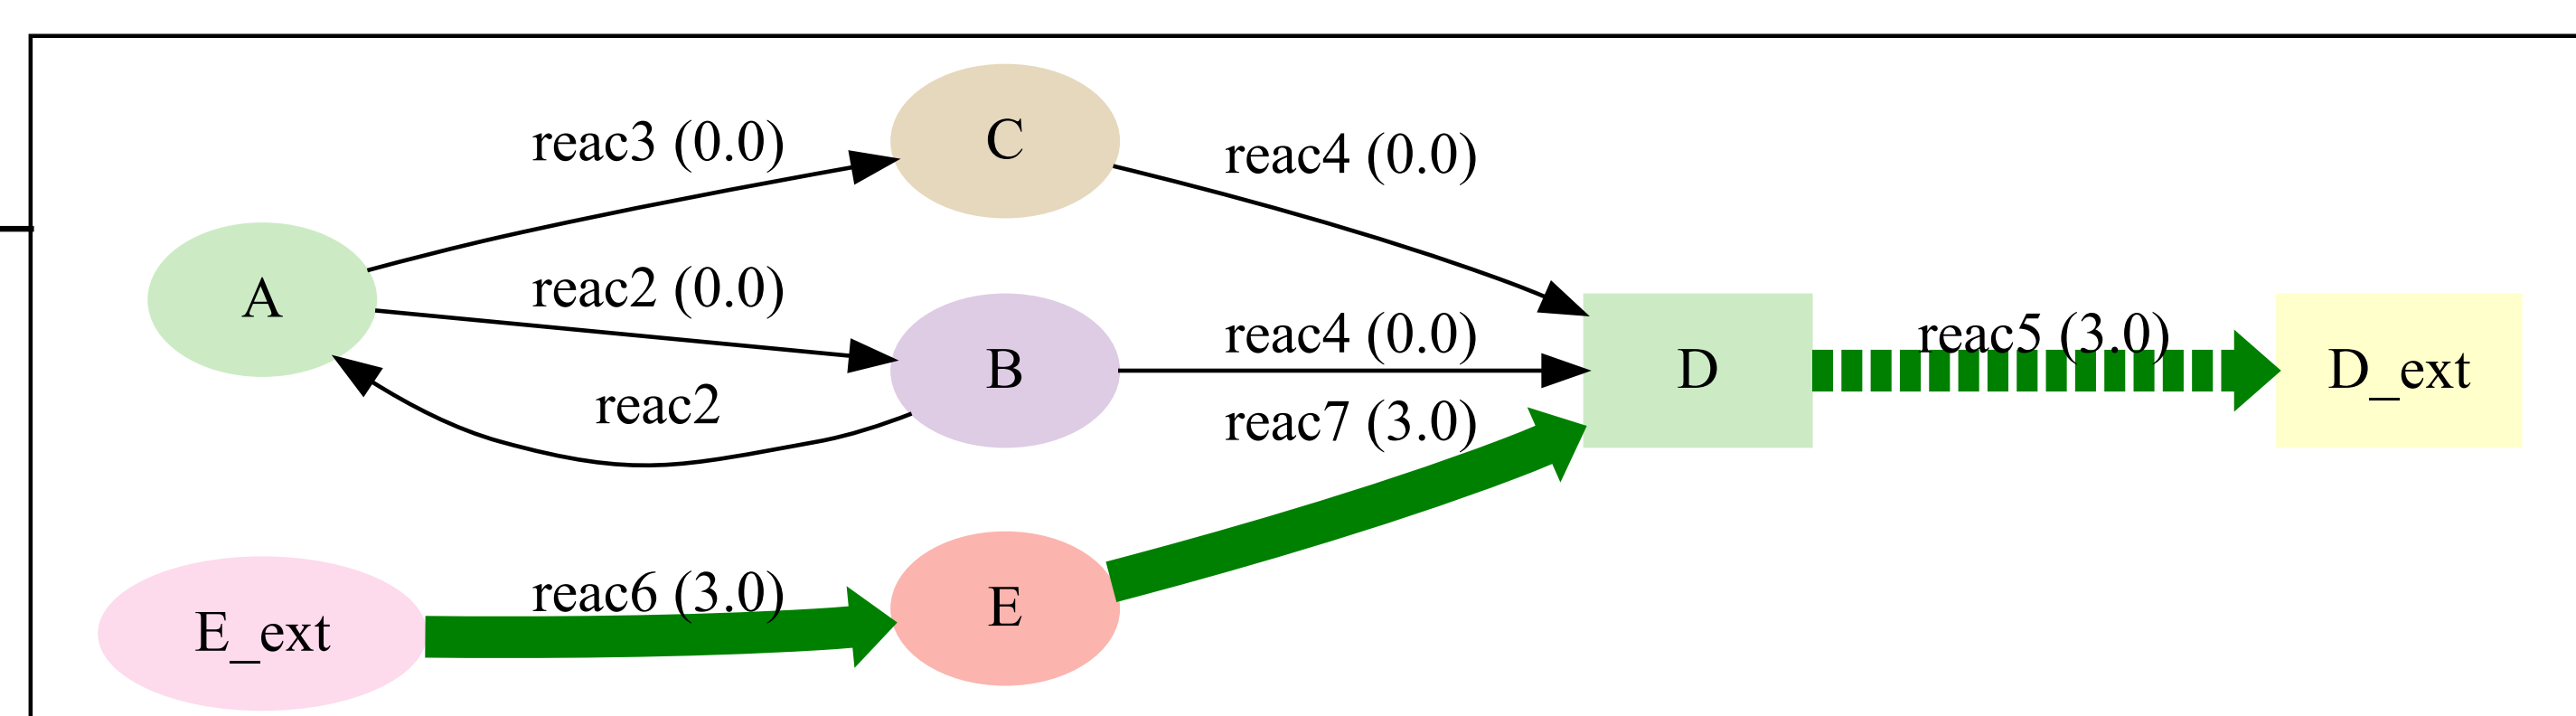 reac3 (0.0)
C
reac4 (0.0)
A
reac2 (0.0)
B
reac4 (0.0)
D
reac5 (3.0)
D_ext
reac2
reac7 (3.0)
E_ext
reac6 (3.0)
E